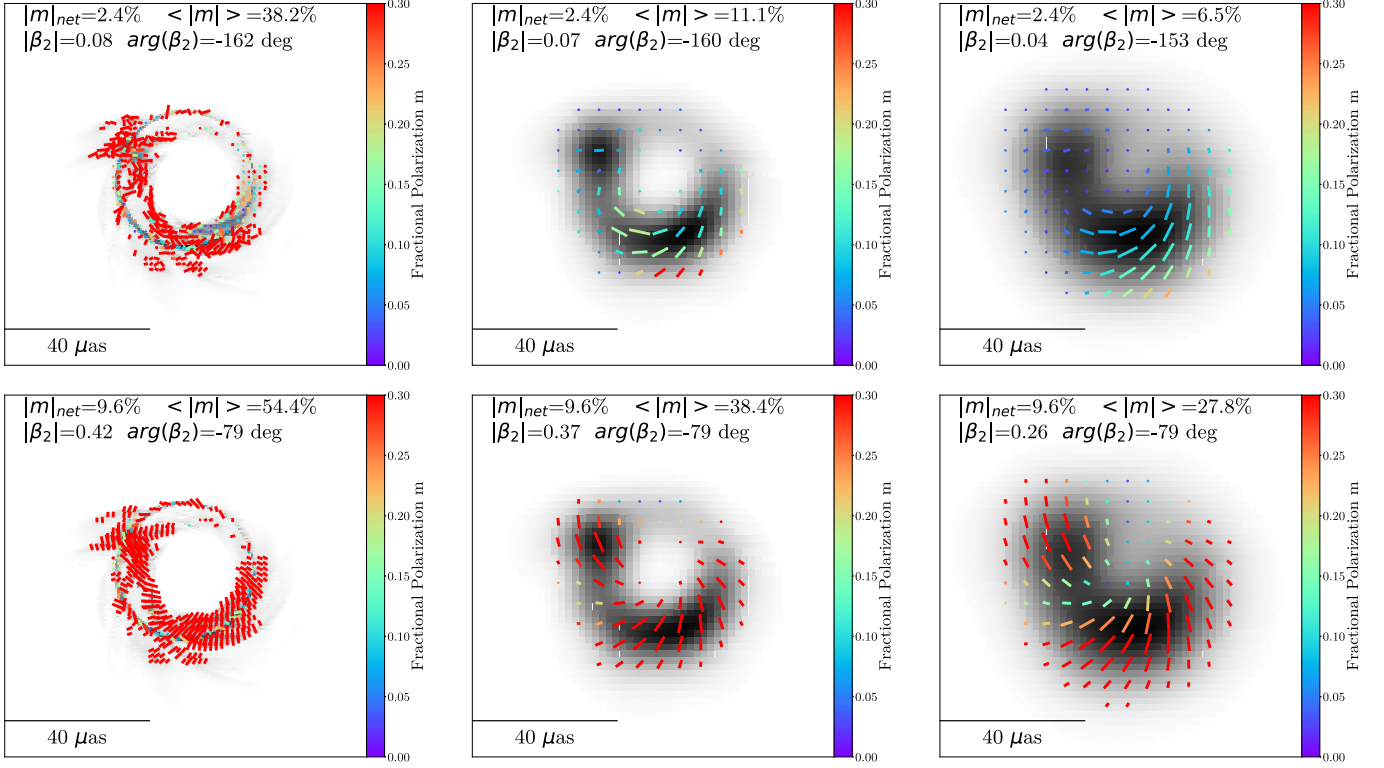 |m|net=2.4% < |m| > =38.2%
|β2|=0.08 arg(β2)=-162 deg
40 μas
0.30
0.25
0.20
0.15
0.10
0.05
0.00
Fractional Polarization m
|m|net=2.4% < |m| > =11.1%
|β2|=0.07 arg(β2)=-160 deg
40 μas
0.30
0.25
0.20
0.15
0.10
0.05
0.00
Fractional Polarization m
|m|net=2.4% < |m| > =6.5%
|β2|=0.04 arg(β2)=-153 deg
40 μas
0.30
0.25
0.20
0.15
0.10
0.05
0.00
Fractional Polarization m
|m|net=9.6% < |m| > =54.4%
|β2|=0.42 arg(β2)=-79 deg
40 μas
0.30
0.25
0.20
0.15
0.10
0.05
0.00
Fractional Polarization m
|m|net=9.6% < |m| > =38.4%
|β2|=0.37 arg(β2)=-79 deg
40 μas
0.30
0.25
0.20
0.15
0.10
0.05
0.00
Fractional Polarization m
|m|net=9.6% < |m| > =27.8%
|β2|=0.26 arg(β2)=-79 deg
40 μas
0.30
0.25
0.20
0.15
0.10
0.05
0.00
Fractional Polarization m